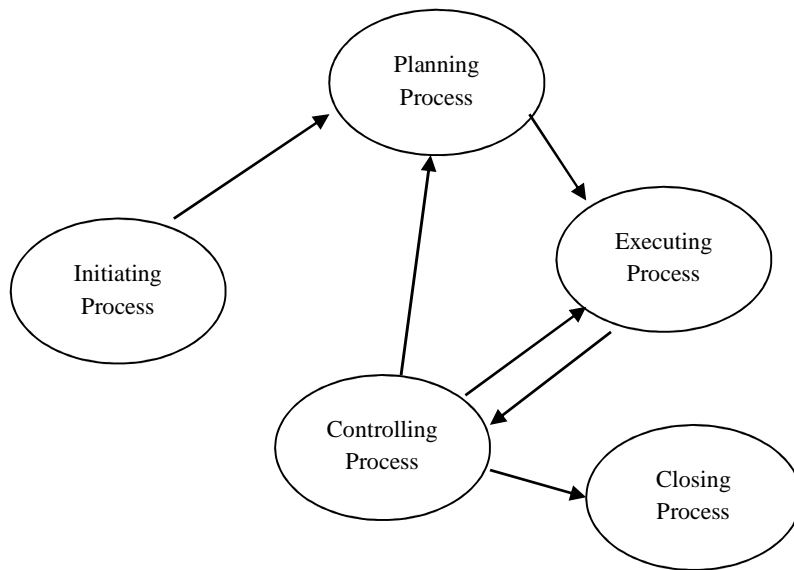 Planning
Process
Executing
Process
Initiating
Process
Controlling
Process
Closing
Process